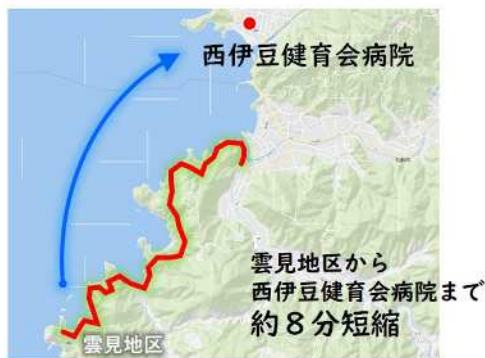 西伊豆健育会病院
雲見地区から
西伊豆健育会病院まで
約8分短縮
雲見地区